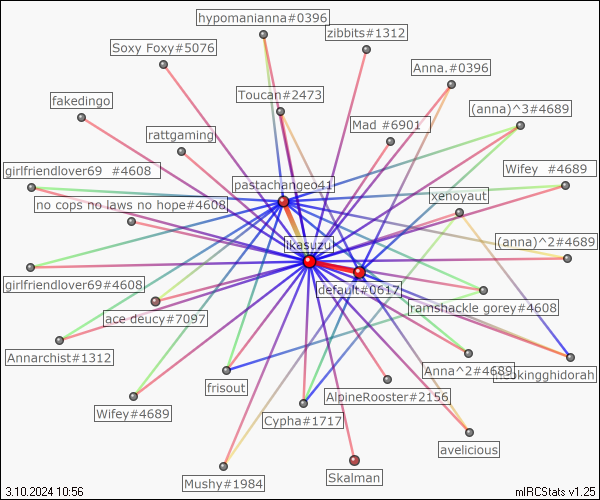 hypomanianna#0396
zibbits#1312
Soxy Foxy#5076
Anna.#0396
Toucan#2473
fakedingo
(anna)^3#4689
Mad #6901
rattgaming
girlfriendlover69 #4608
Wifey #4689
pastachangeo41
xenoyaut
no cops no laws no hope#4608
ikasuzu
(anna)^2#4689
girlfriendlover69#4608
default#0617
ramshackle gorey#4608
ace deucy#7097
Annarchist#1312
Anna^2#4689
frisout
AlpineRooster#2156
Wifey#4689
Cypha#1717
avelicious
Mushy#1984
Skalman
3.10.2024 10:56
mIRCStats v1.25